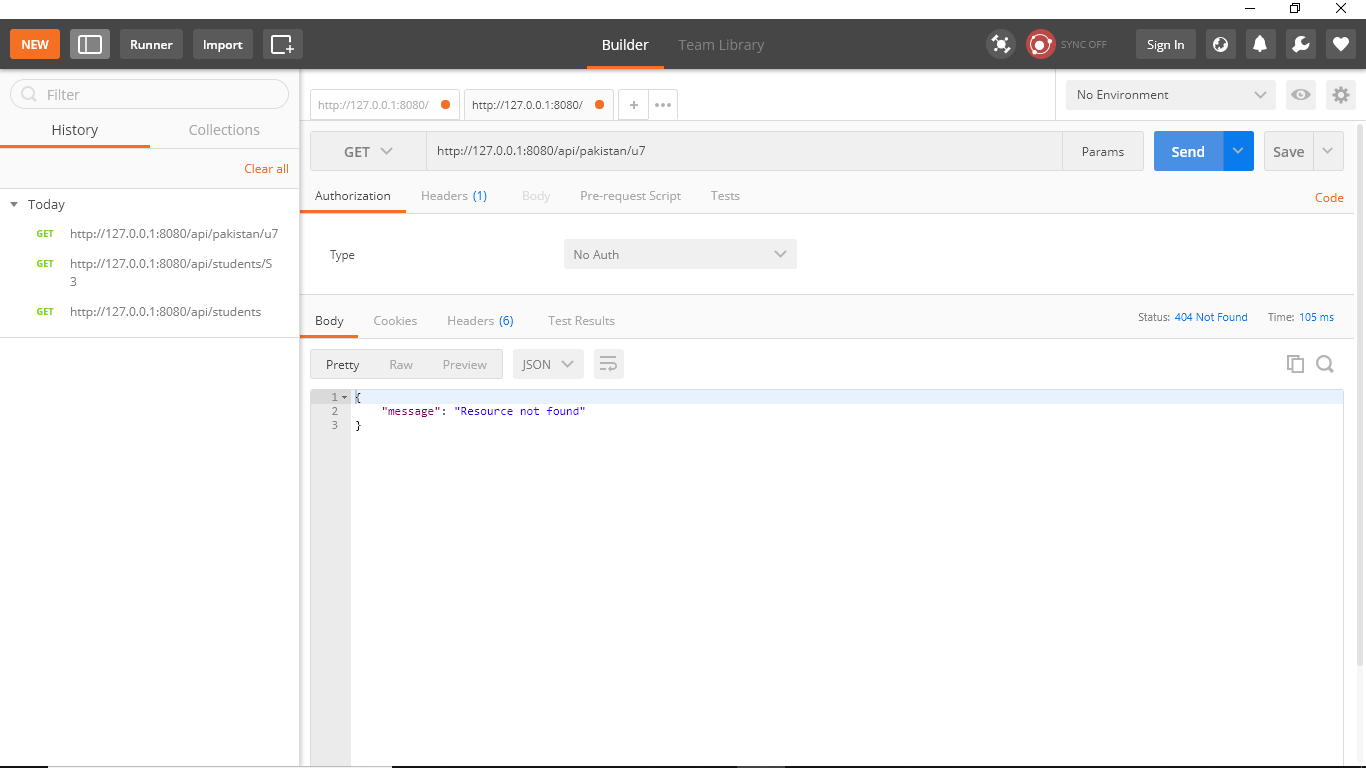 NEW
Runner
Import
Builder
Team Library
SYNC OFF
Sign In
Filter
History
Collections
Clear all
Today
GET http://127.0.0.1:8080/api/pakistan/u7
GET http://127.0.0.1:8080/api/students/S
3
GET http://127.0.0.1:8080/api/students
http://127.0.0.1:8080/
http://127.0.0.1:8080/
No Environment
GET
http://127.0.0.1:8080/api/pakistan/u7
Params
Send
Save
Authorization
Headers (1)
Body
Pre-request Script
Tests
Code
Type
No Auth
Body
Cookies
Headers (6)
Test Results
Status: 404 Not Found
Time: 105 ms
Pretty
Raw
Preview
JSON
1 {
2 "message": "Resource not found"
3 }